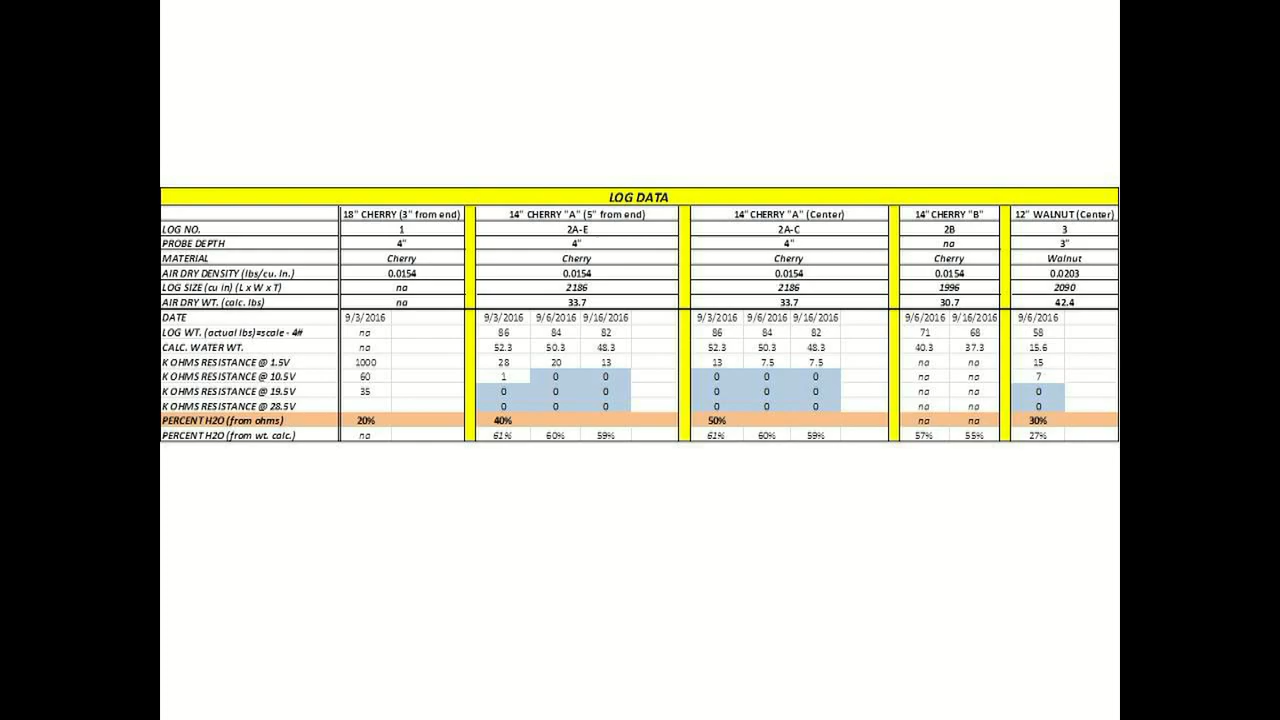 LOG DATA
18" CHERRY (3" from end) 14" CHERRY "A" (5" from end) 14" CHERRY "A" (Center) 14" CHERRY "B" 12" WALNUT (Center)
LOG NO. 1 2A-E 2A-C 2B 3
PROBE DEPTH 4" 4" 4" na 3"
MATERIAL Cherry Cherry Cherry Cherry Walnut
AIR DRY DENSITY (lbs/cu. in.) 0.0154 0.0154 0.0154 0.0154 0.0203
LOG SIZE (cu in) (L x W x T) na 2186 2186 1996 2090
AIR DRY WT. (calc. lbs) na 33.7 33.7 30.7 42.4
DATE 9/3/2016 9/3/2016 9/6/2016 9/16/2016 9/3/2016 9/6/2016 9/16/2016 9/6/2016 9/16/2016 9/6/2016
LOG WT. (actual lbs)=scale - 4# na 86 84 82 86 84 82 71 68 58
CALC. WATER WT. na 52.3 50.3 48.3 52.3 50.3 48.3 40.3 37.3 15.6
K OHMS RESISTANCE @ 1.5V 1000 28 20 13 13 7.5 7.5 na na 15
K OHMS RESISTANCE @ 10.5V 60 1 0 0 0 0 0 na na 7
K OHMS RESISTANCE @ 19.5V 35 0 0 0 0 0 0 na na 0
K OHMS RESISTANCE @ 28.5V 0 0 0 0 0 0 na na 0
PERCENT H2O (from ohms) 20% 40% 50% na na 30%
PERCENT H2O (from wt. calc.) na 61% 60% 59% 61% 60% 59% 57% 55% 27%